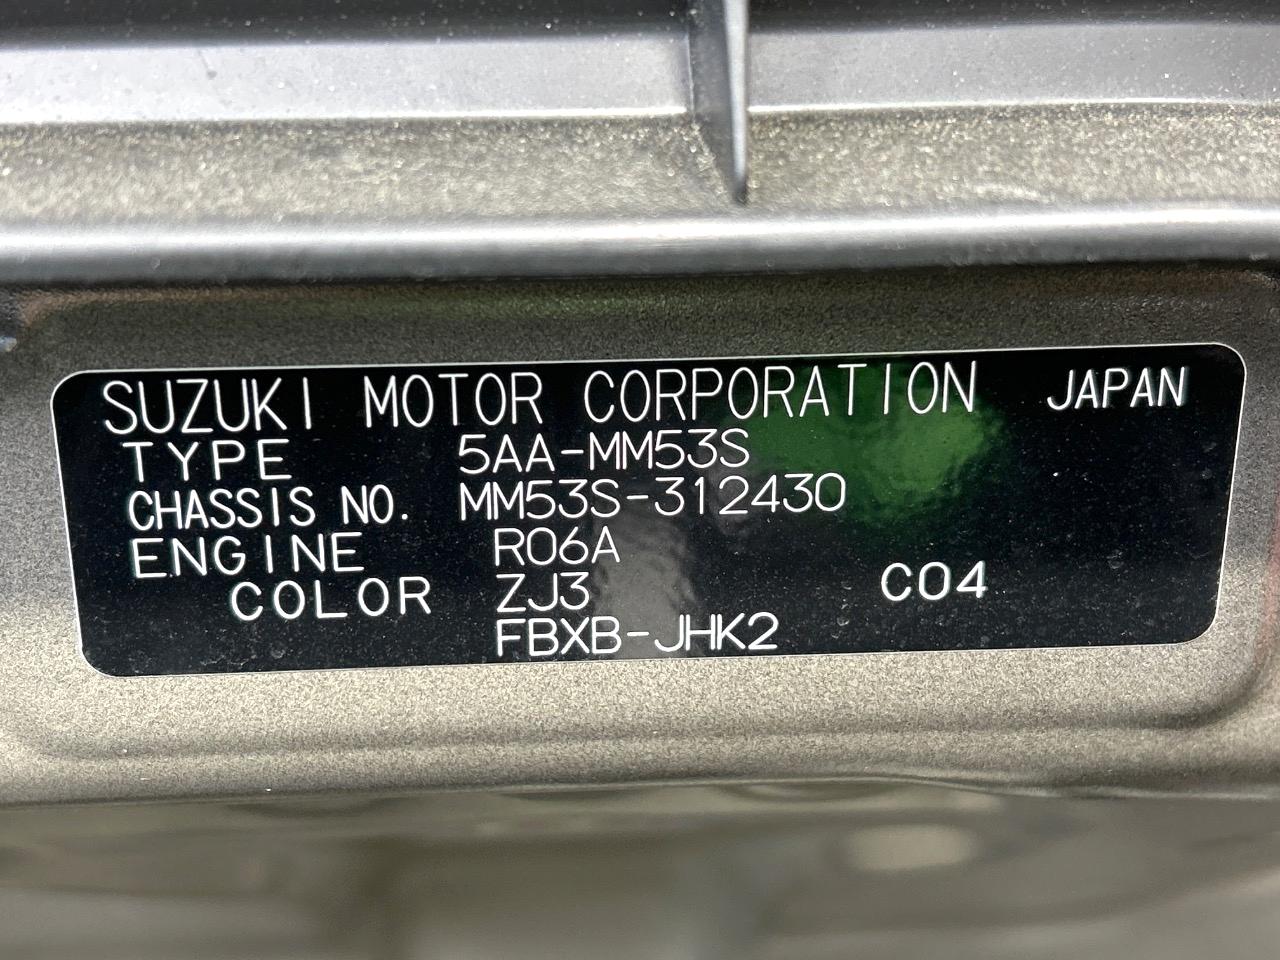 SUZUKI MOTOR CORPORATION JAPAN
TYPE 5AA-MM53S
CHASSIS NO. MM53S-312430
ENGINE R06A
COLOR ZJ3 C04
FBXB-JHK2